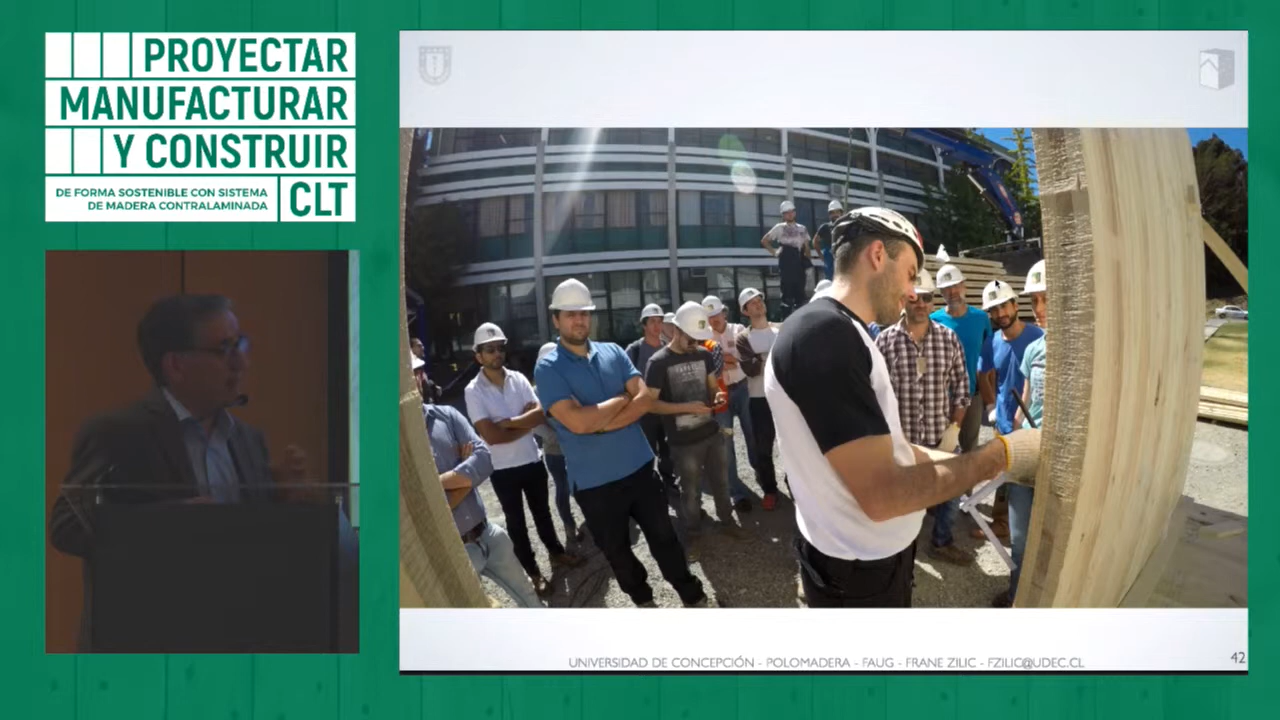 PROYECTAR
MANUFACTURAR
Y CONSTRUIR
DE FORMA SOSTENIBLE CON SISTEMA
DE MADERA CONTRALAMINADA
CLT
UNIVERSIDAD DE CONCEPCIÓN - POLOMADERA - FAUG - FRANE ZILIC - FZILIC@UDEC.CL
42